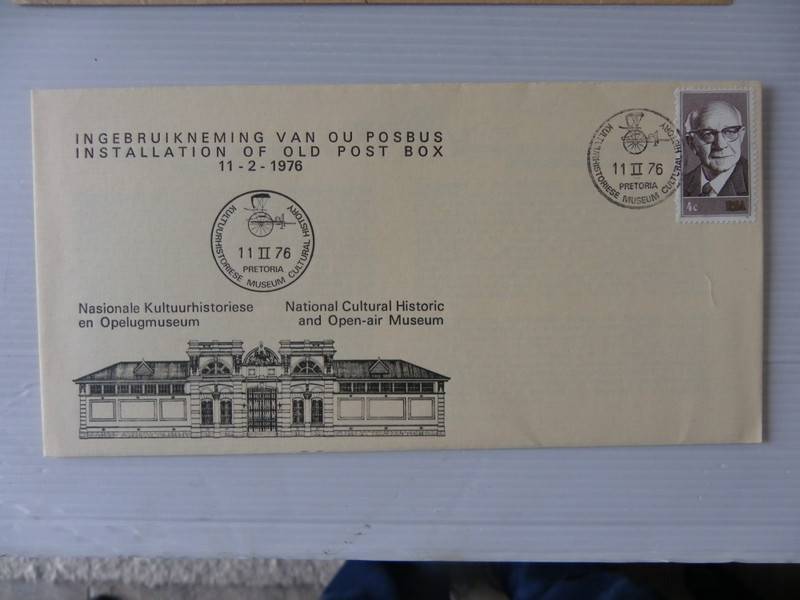 INGEBRUIKNEMING VAN OU POSBUS
INSTALLATION OF OLD POST BOX
11-2-1976
KULTUURHISTORIESE MUSEUM CULTURAL HISTORY
11 II 76
PRETORIA
Nasionale Kultuurhistoriese
en Opelugmuseum
National Cultural Historic
and Open-air Museum
KULTUURHISTORIESE MUSEUM CULTURAL HISTORY
11 II 76
PRETORIA
4c
RSA